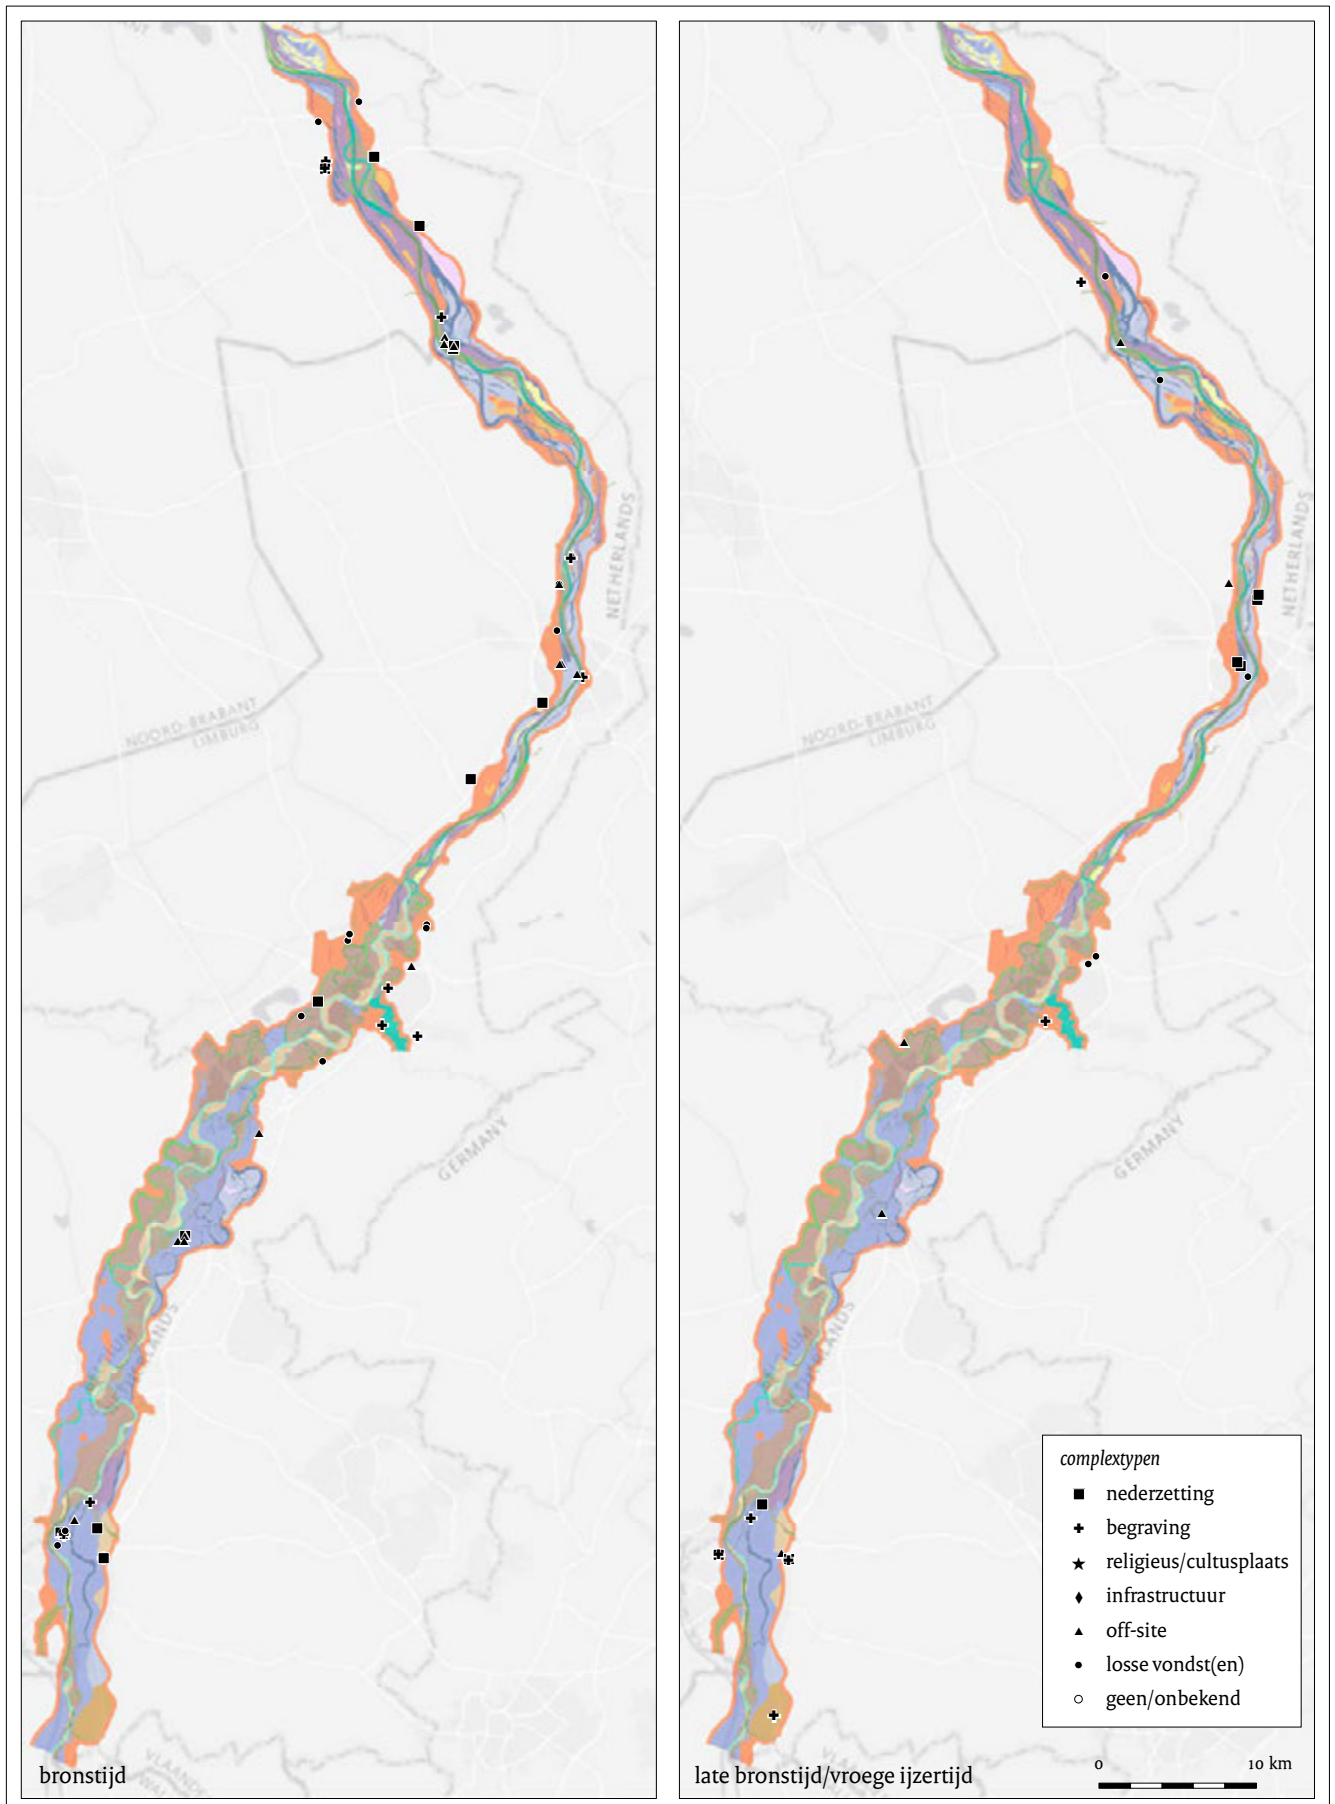 NETHERLANDS
NOORD-BRABANT
LIMBURG
GERMANY
bronstijd
NETHERLANDS
NOORD-BRABANT
LIMBURG
GERMANY
complextypen
nederzetting
begraving
religieus/cultusplaats
infrastructuur
off-site
losse vondst(en)
geen/onbekend
late bronstijd/vroege ijzertijd
0 10 km